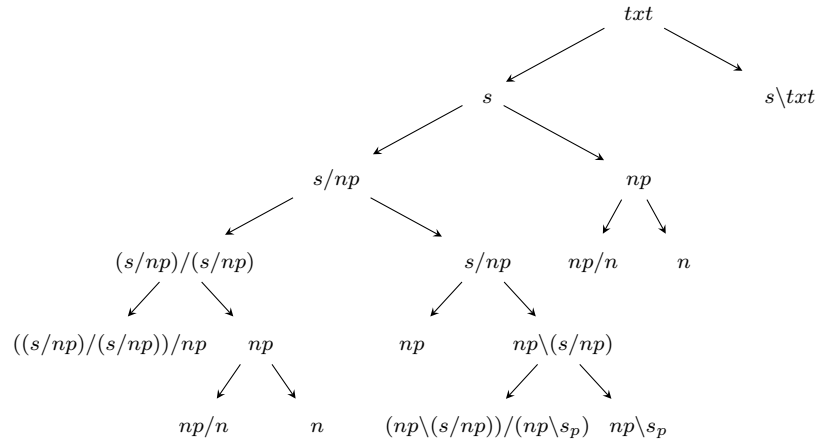 txt
s s\txt
s/np np
(s/np)/(s/np) s/np np/n n
((s/np)/(s/np))/np np np np\(s/np)
np/n n (np\(s/np))/(np\s_p) np\s_p